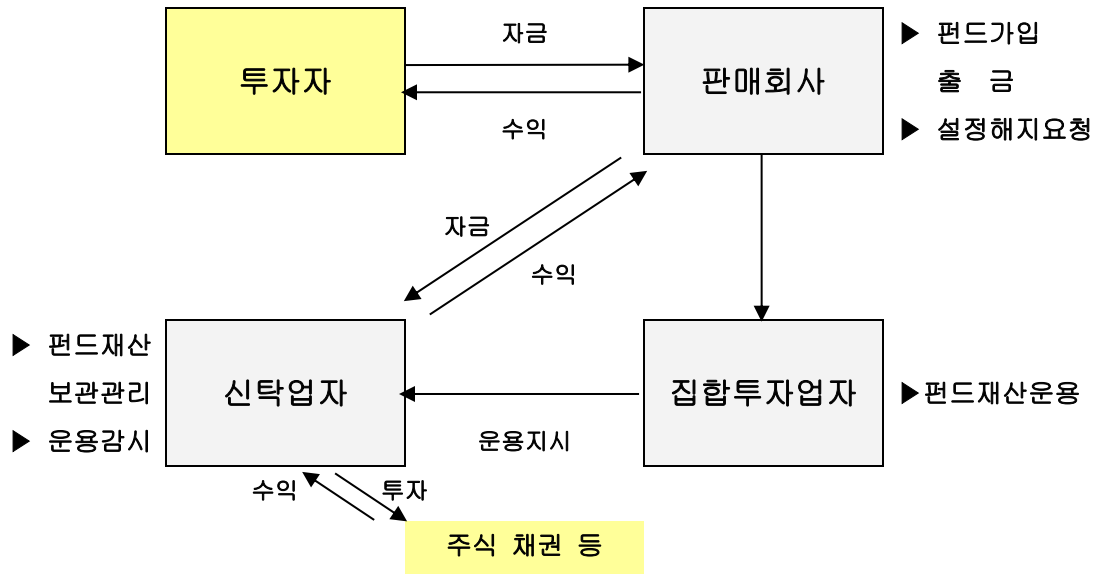 투자자
자금
수익
판매회사
▶ 펀드가입
출 금
▶ 설정해지요청
자금
수익
▶ 펀드재산
보관관리
▶ 운용감시
신탁업자
운용지시
집합투자업자
▶펀드재산운용
수익
투자
주식 채권 등